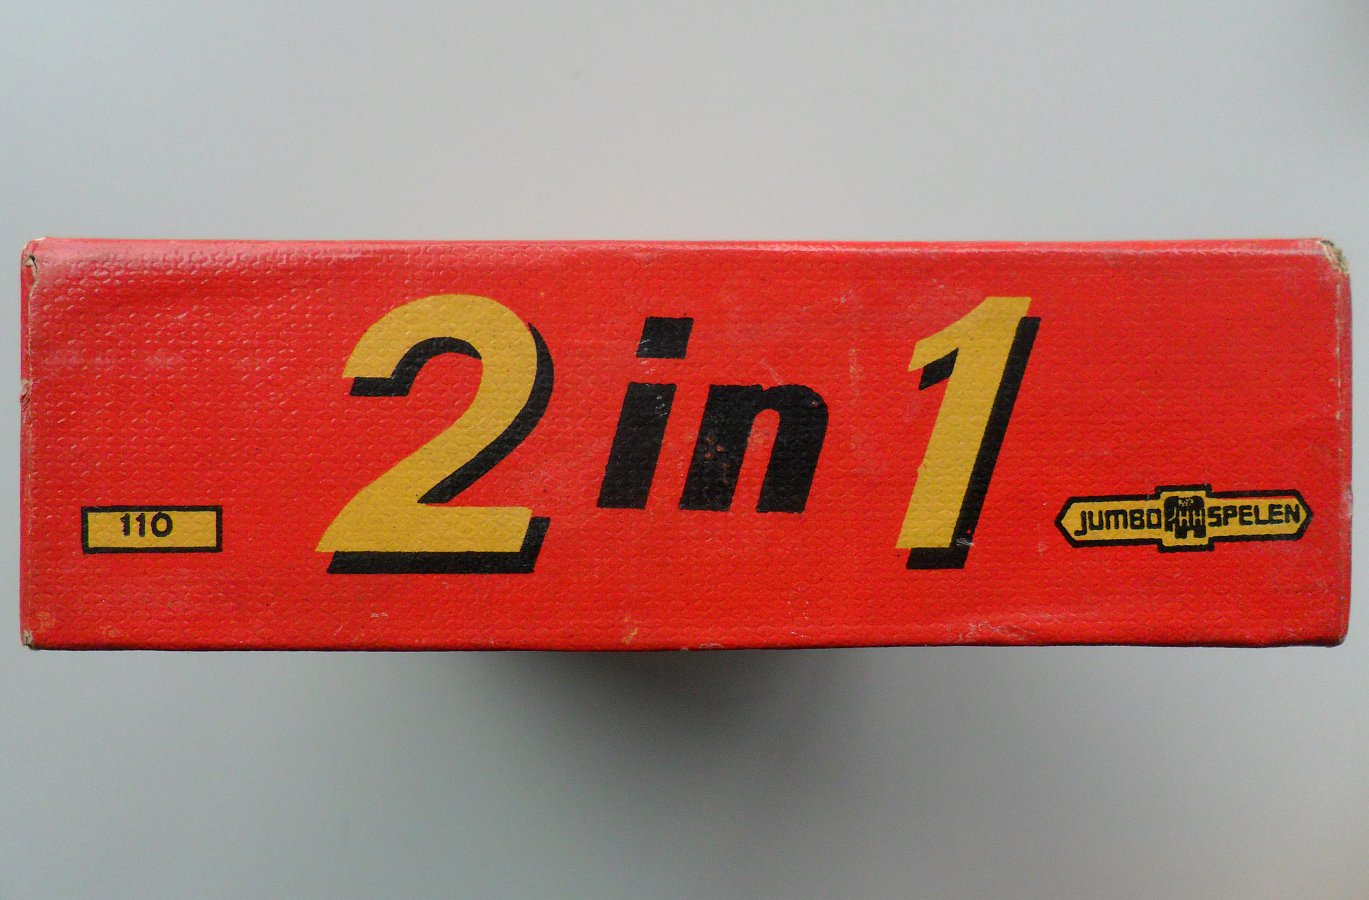 2 in 1
110
JUMBO SPELEN